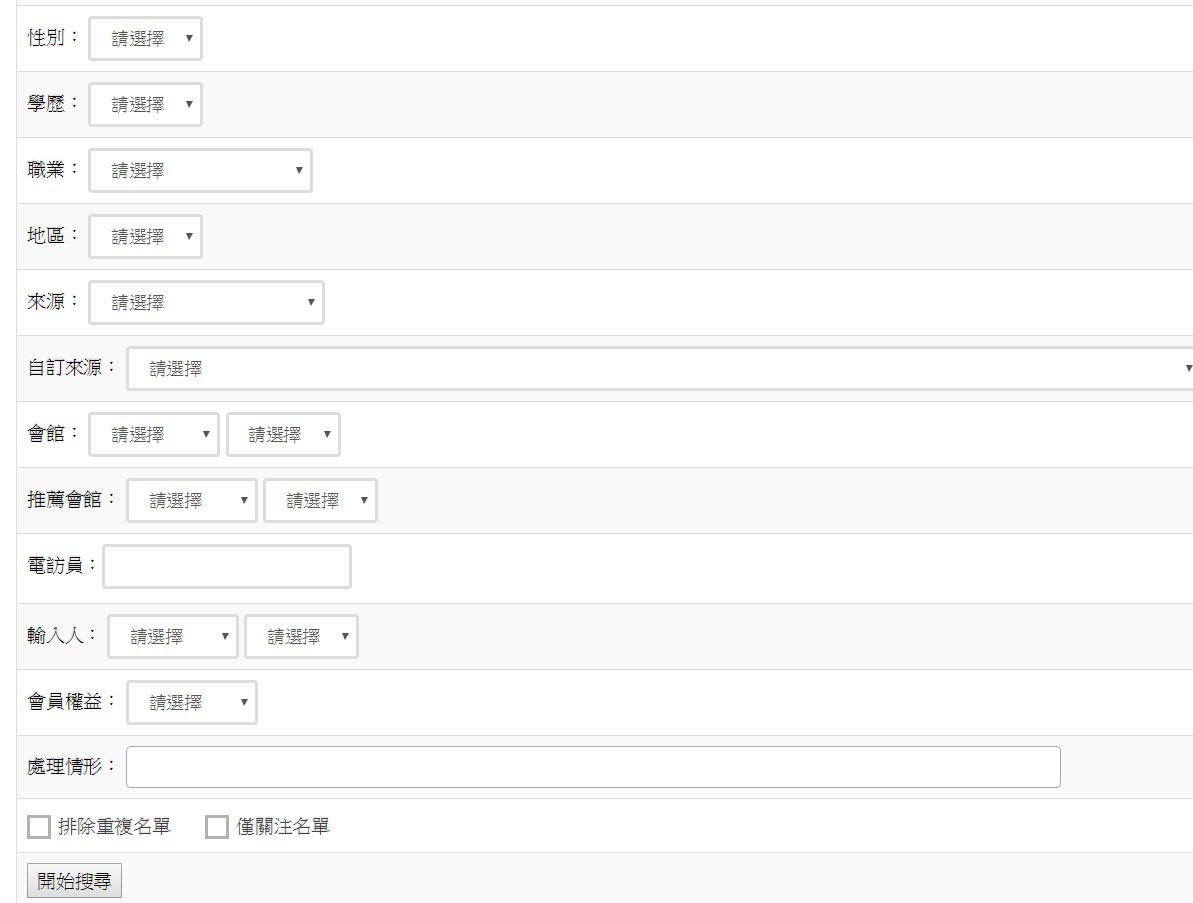 性別： 請選擇
學歷： 請選擇
職業： 請選擇
地區： 請選擇
來源： 請選擇
自訂來源： 請選擇
會館： 請選擇 請選擇
推薦會館： 請選擇 請選擇
電訪員：
輸入人： 請選擇 請選擇
會員權益： 請選擇
處理情形：
排除重複名單 僅關注名單
開始搜尋